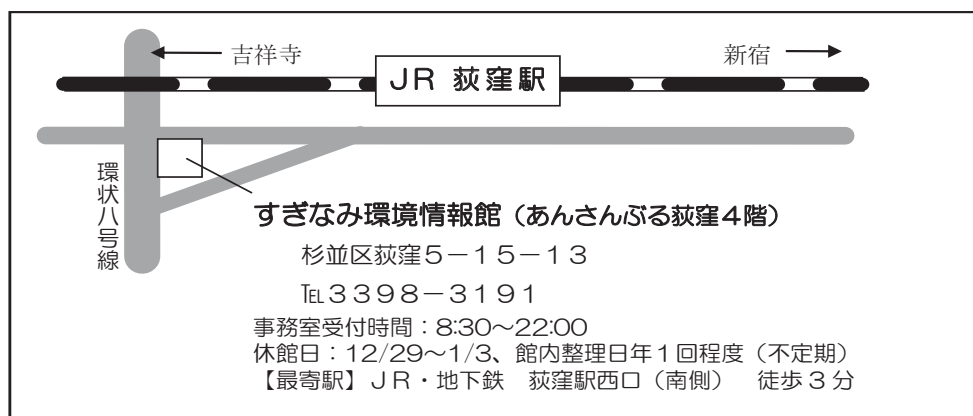 吉祥寺
新宿
JR 荻窪駅
環状八号線
すぎなみ環境情報館（あんさんぶる荻窪４階）
杉並区荻窪５－１５－１３
℡３３９８－３１９１
事務室受付時間：8:30～22:00
休館日：12/29～1/3、館内整理日年１回程度（不定期）
【最寄駅】ＪＲ・地下鉄　荻窪駅西口（南側）　徒歩３分